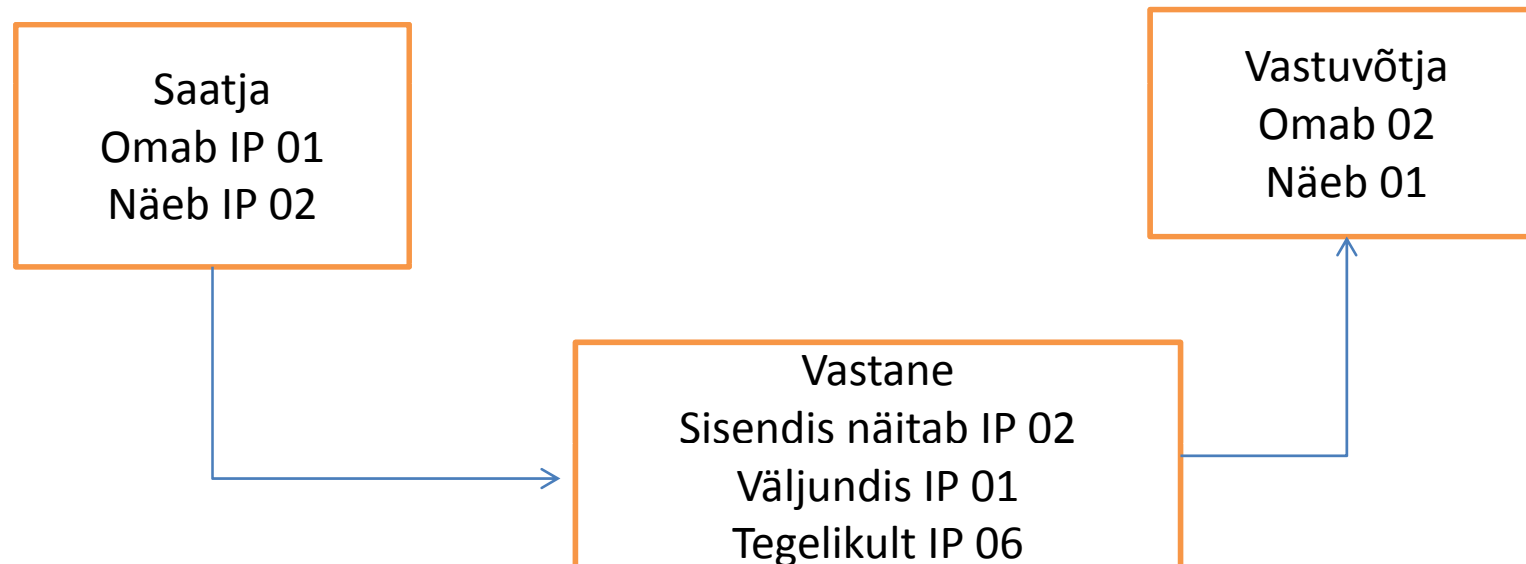 Saatja
Omab IP 01
Näeb IP 02
Vastuvõtja
Omab 02
Näeb 01
Vastane
Sisendis näitab IP 02
Väljundis IP 01
Tegelikult IP 06